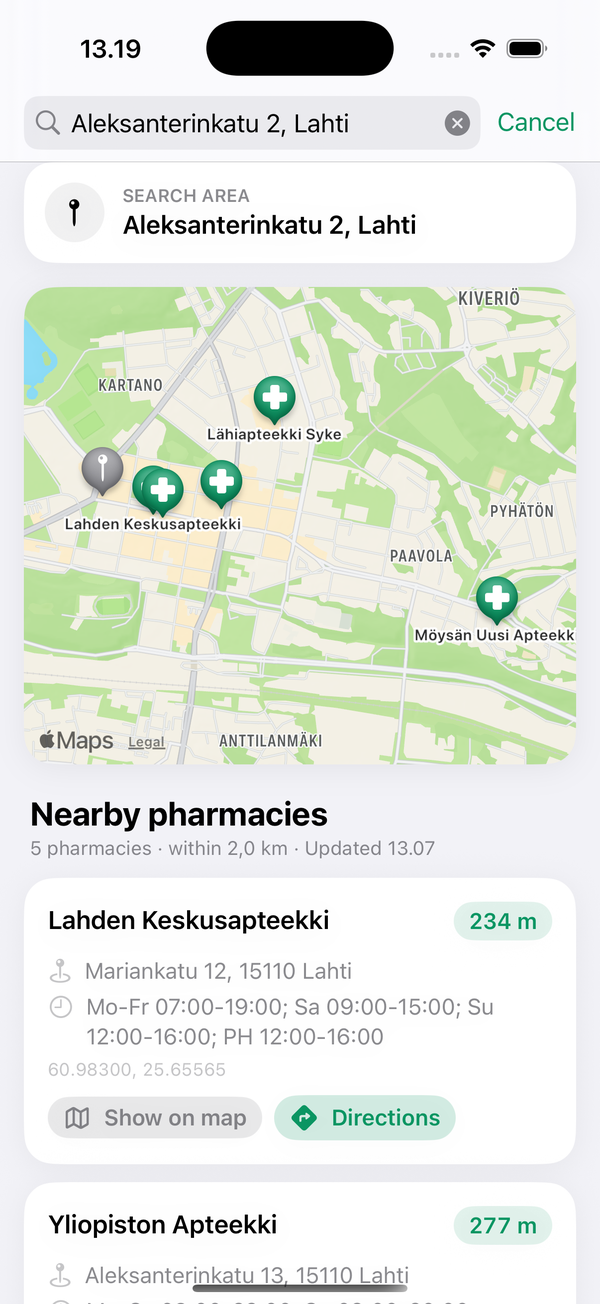 13.19
Aleksanterinkatu 2, Lahti
Cancel
SEARCH AREA
Aleksanterinkatu 2, Lahti
KIVERIÖ
KARTANO
Lähiapteekki Syke
Lahden Keskusapteekki
PYHÄTÖN
PAAVOLA
Möysän Uusi Apteekk
Maps Legal
ANTTILANMÄKI
Nearby pharmacies
5 pharmacies · within 2,0 km · Updated 13.07
Lahden Keskusapteekki
234 m
Mariankatu 12, 15110 Lahti
Mo-Fr 07:00-19:00; Sa 09:00-15:00; Su
12:00-16:00; PH 12:00-16:00
60.98300, 25.65565
Show on map
Directions
Yliopiston Apteekki
277 m
Aleksanterinkatu 13, 15110 Lahti